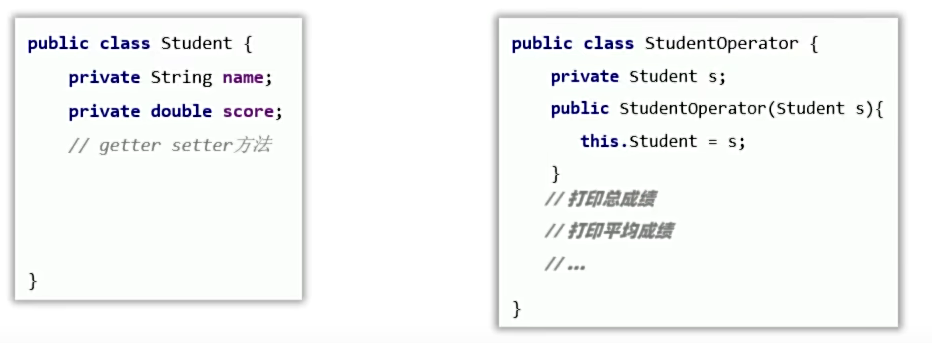 public class Student {
private String name;
private double score;
// getter setter方法
}
public class StudentOperator {
private Student s;
public StudentOperator(Student s){
this.Student = s;
}
// 打印总成绩
// 打印平均成绩
// ...
}